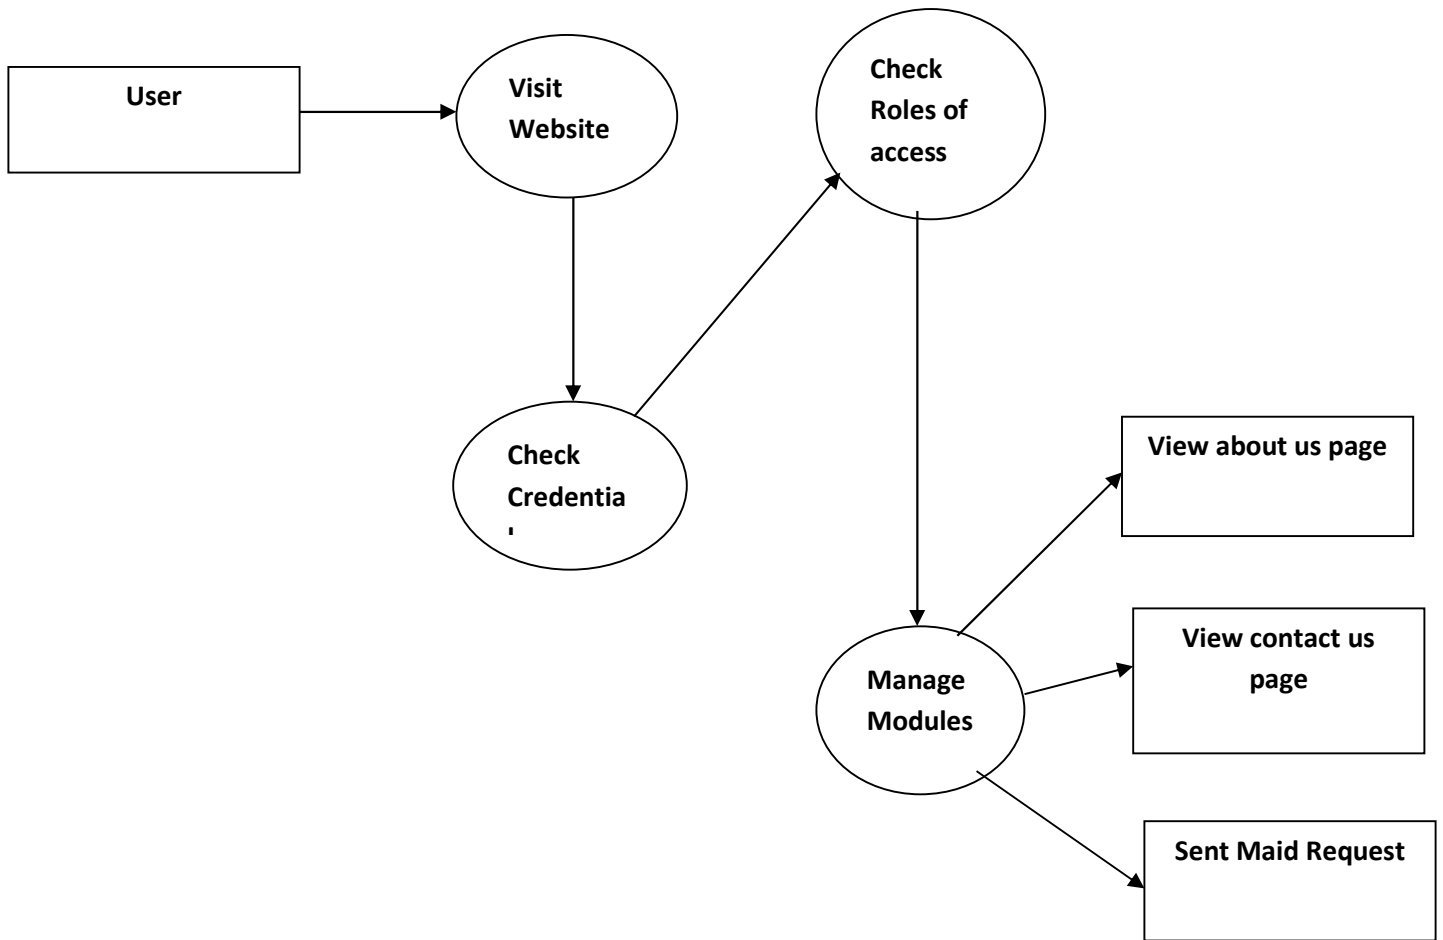 User
Visit
Website
Check
Roles of
access
Check
Credentia
View about us page
View contact us
page
Manage
Modules
Sent Maid Request